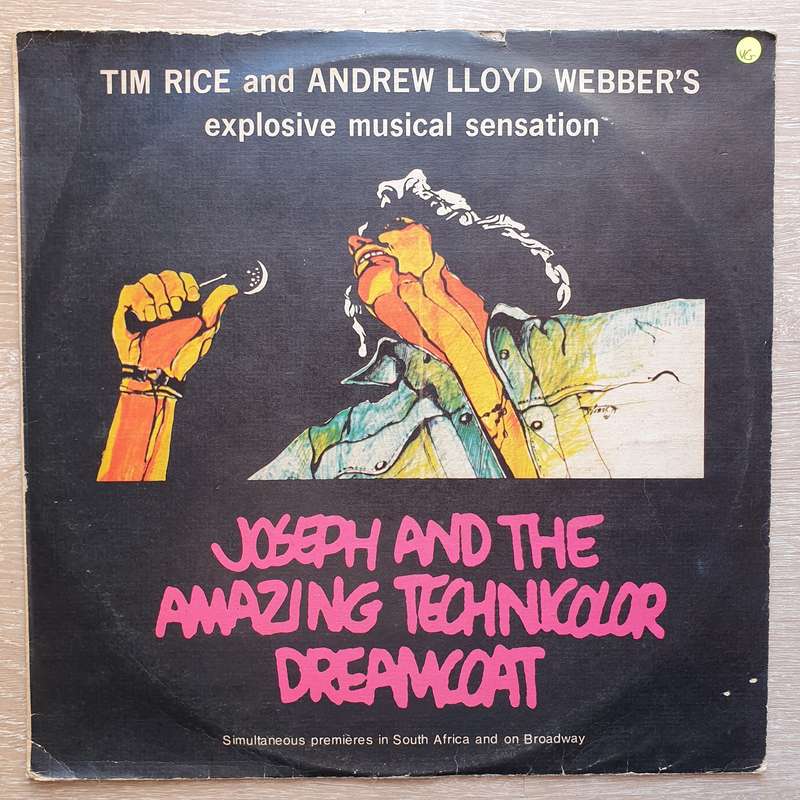 VG
TIM RICE and ANDREW LLOYD WEBBER'S
explosive musical sensation
JOSEPH AND THE
AMAZING TECHNICOLOR
DREAMCOAT
Simultaneous premières in South Africa and on Broadway